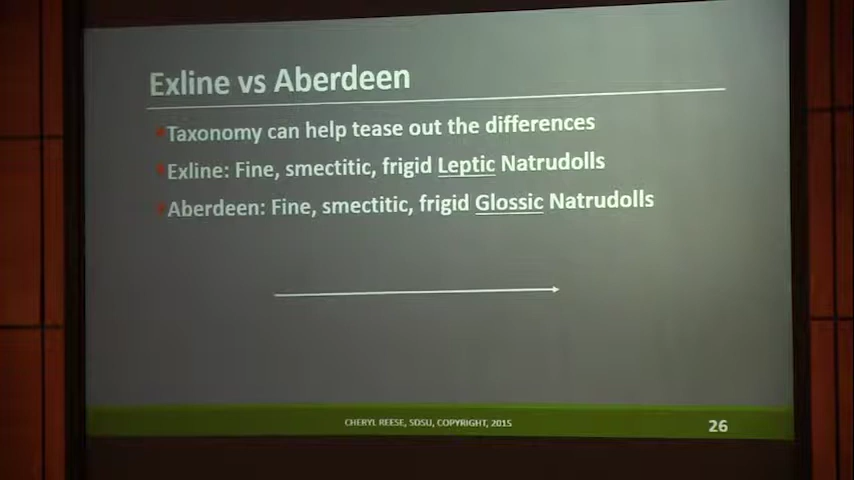 Exline vs Aberdeen
Taxonomy can help tease out the differences
Exline: Fine, smectitic, frigid Leptic Natrudolls
Aberdeen: Fine, smectitic, frigid Glossic Natrudolls
CHERYL REESE, SDSU, COPYRIGHT, 2015
26